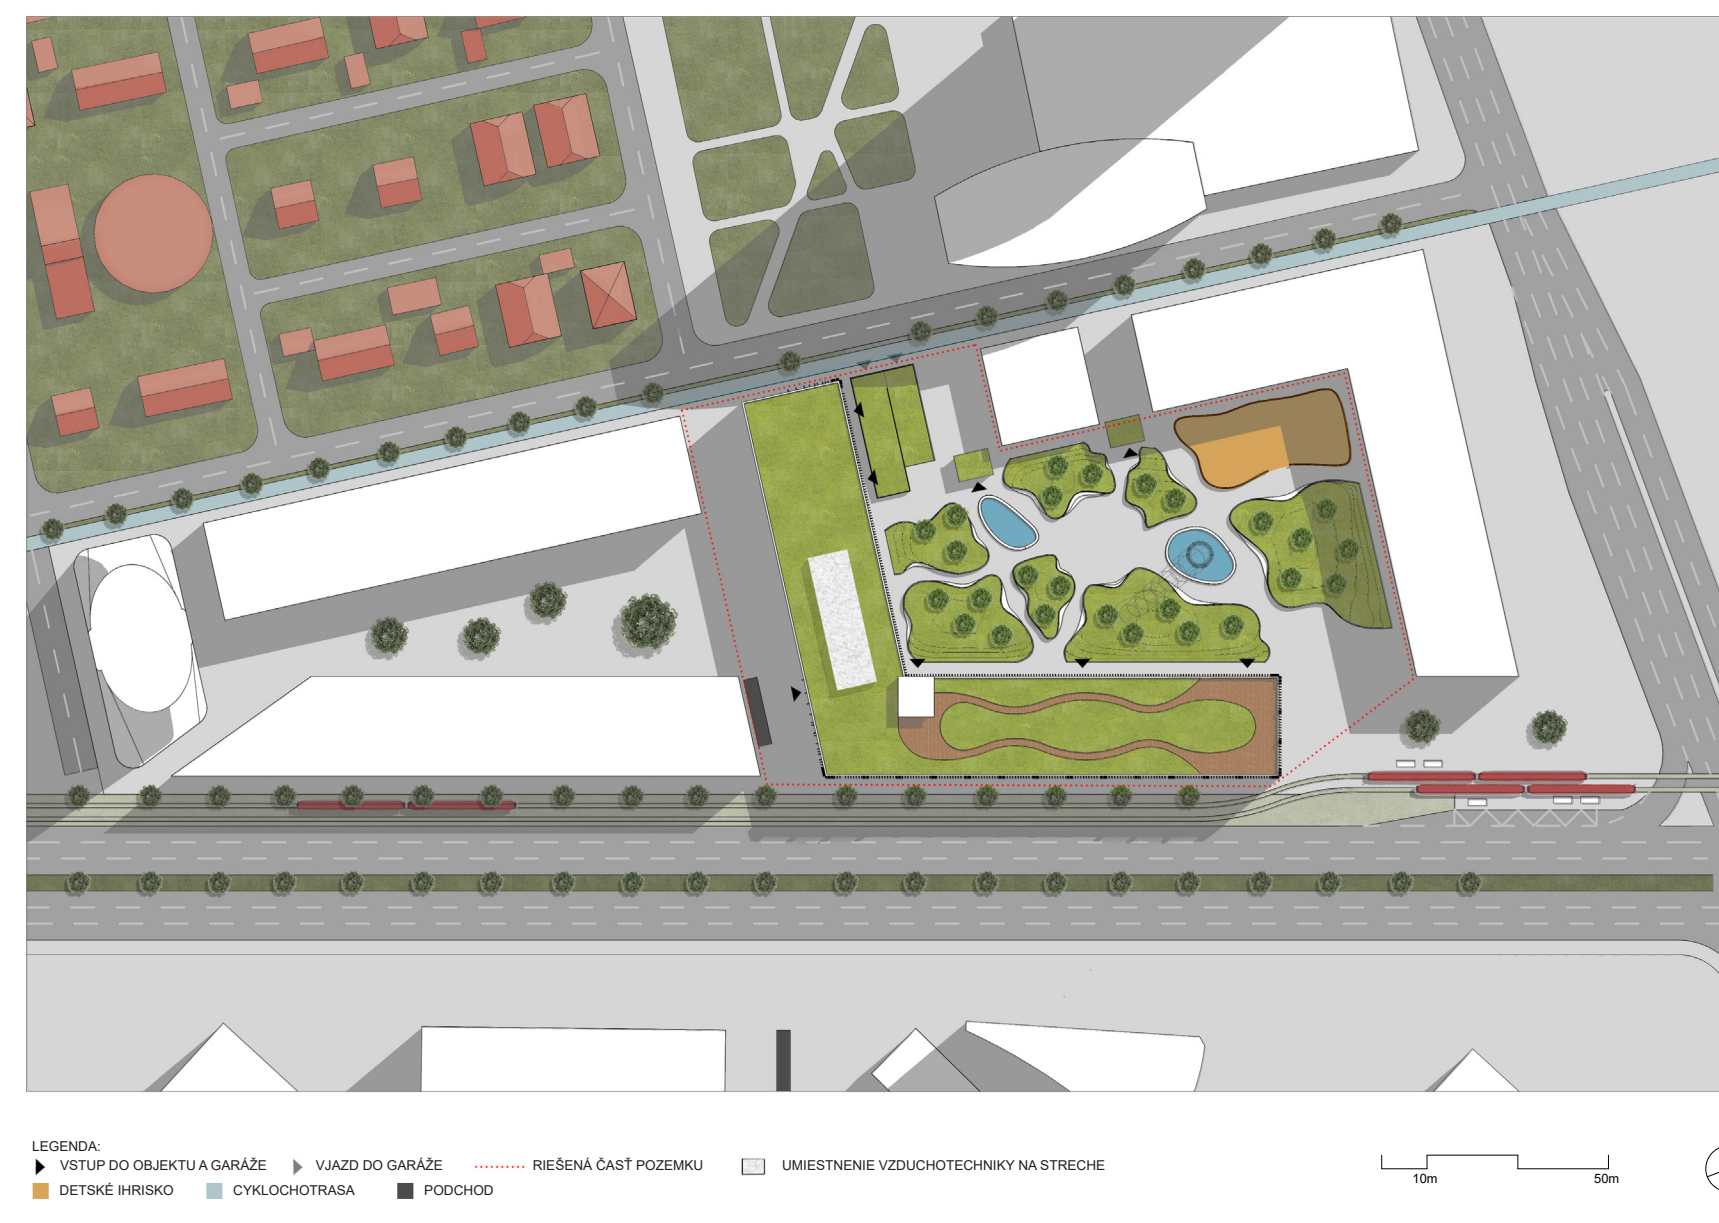 LEGENDA:
VSTUP DO OBJEKTU A GARÁŽE VJAZD DO GARÁŽE RIEŠENÁ ČASŤ POZEMKU UMIESTNENIE VZDUCHOTECHNIKY NA STRECHE
DETSKÉ IHRISKO CYKLOCHOTRASA PODCHOD
10m 50m